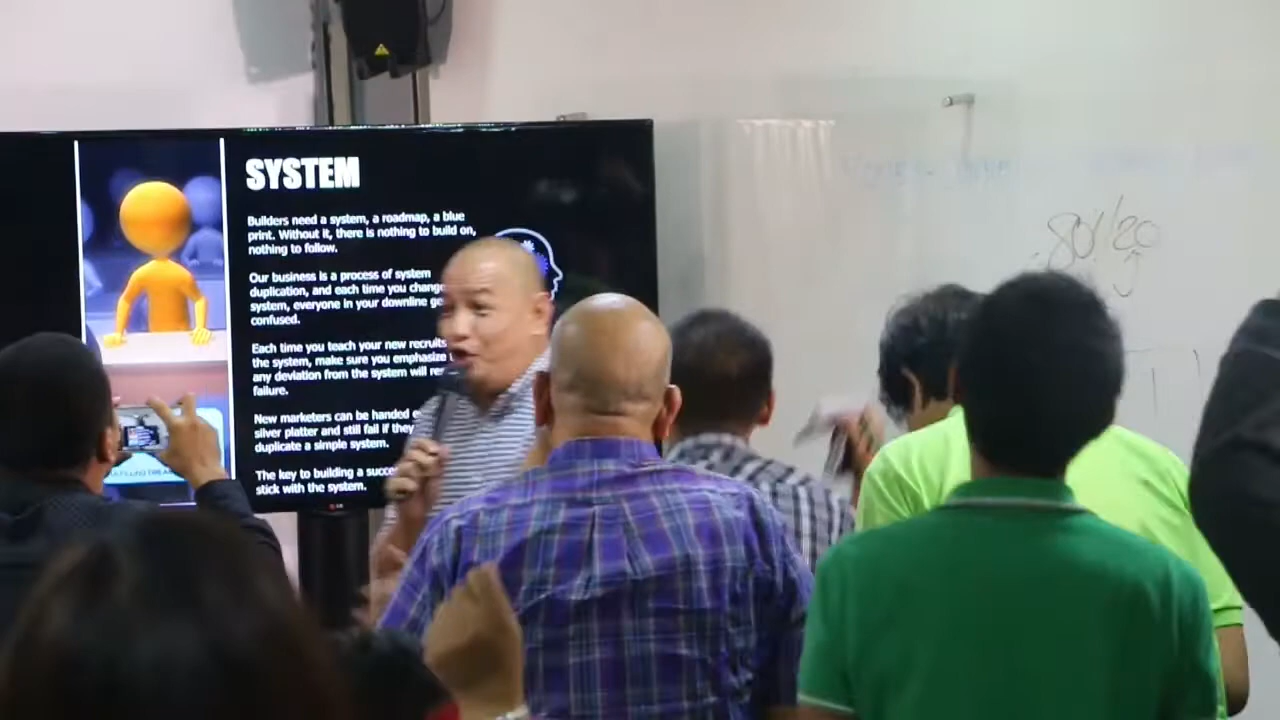 SYSTEM
Builders need a system, a roadmap, a blue
print. Without it, there is nothing to build on,
nothing to follow.
Our business is a process of system
duplication, and each time you change
system, everyone in your downline
confused.
Each time you teach your new recruits
the system, make sure you emphasize
any deviation from the system will
failure.
New marketers can be handed
silver platter and still fail if they
duplicate a simple system.
The key to building a
stick with the system.
LG
80/20